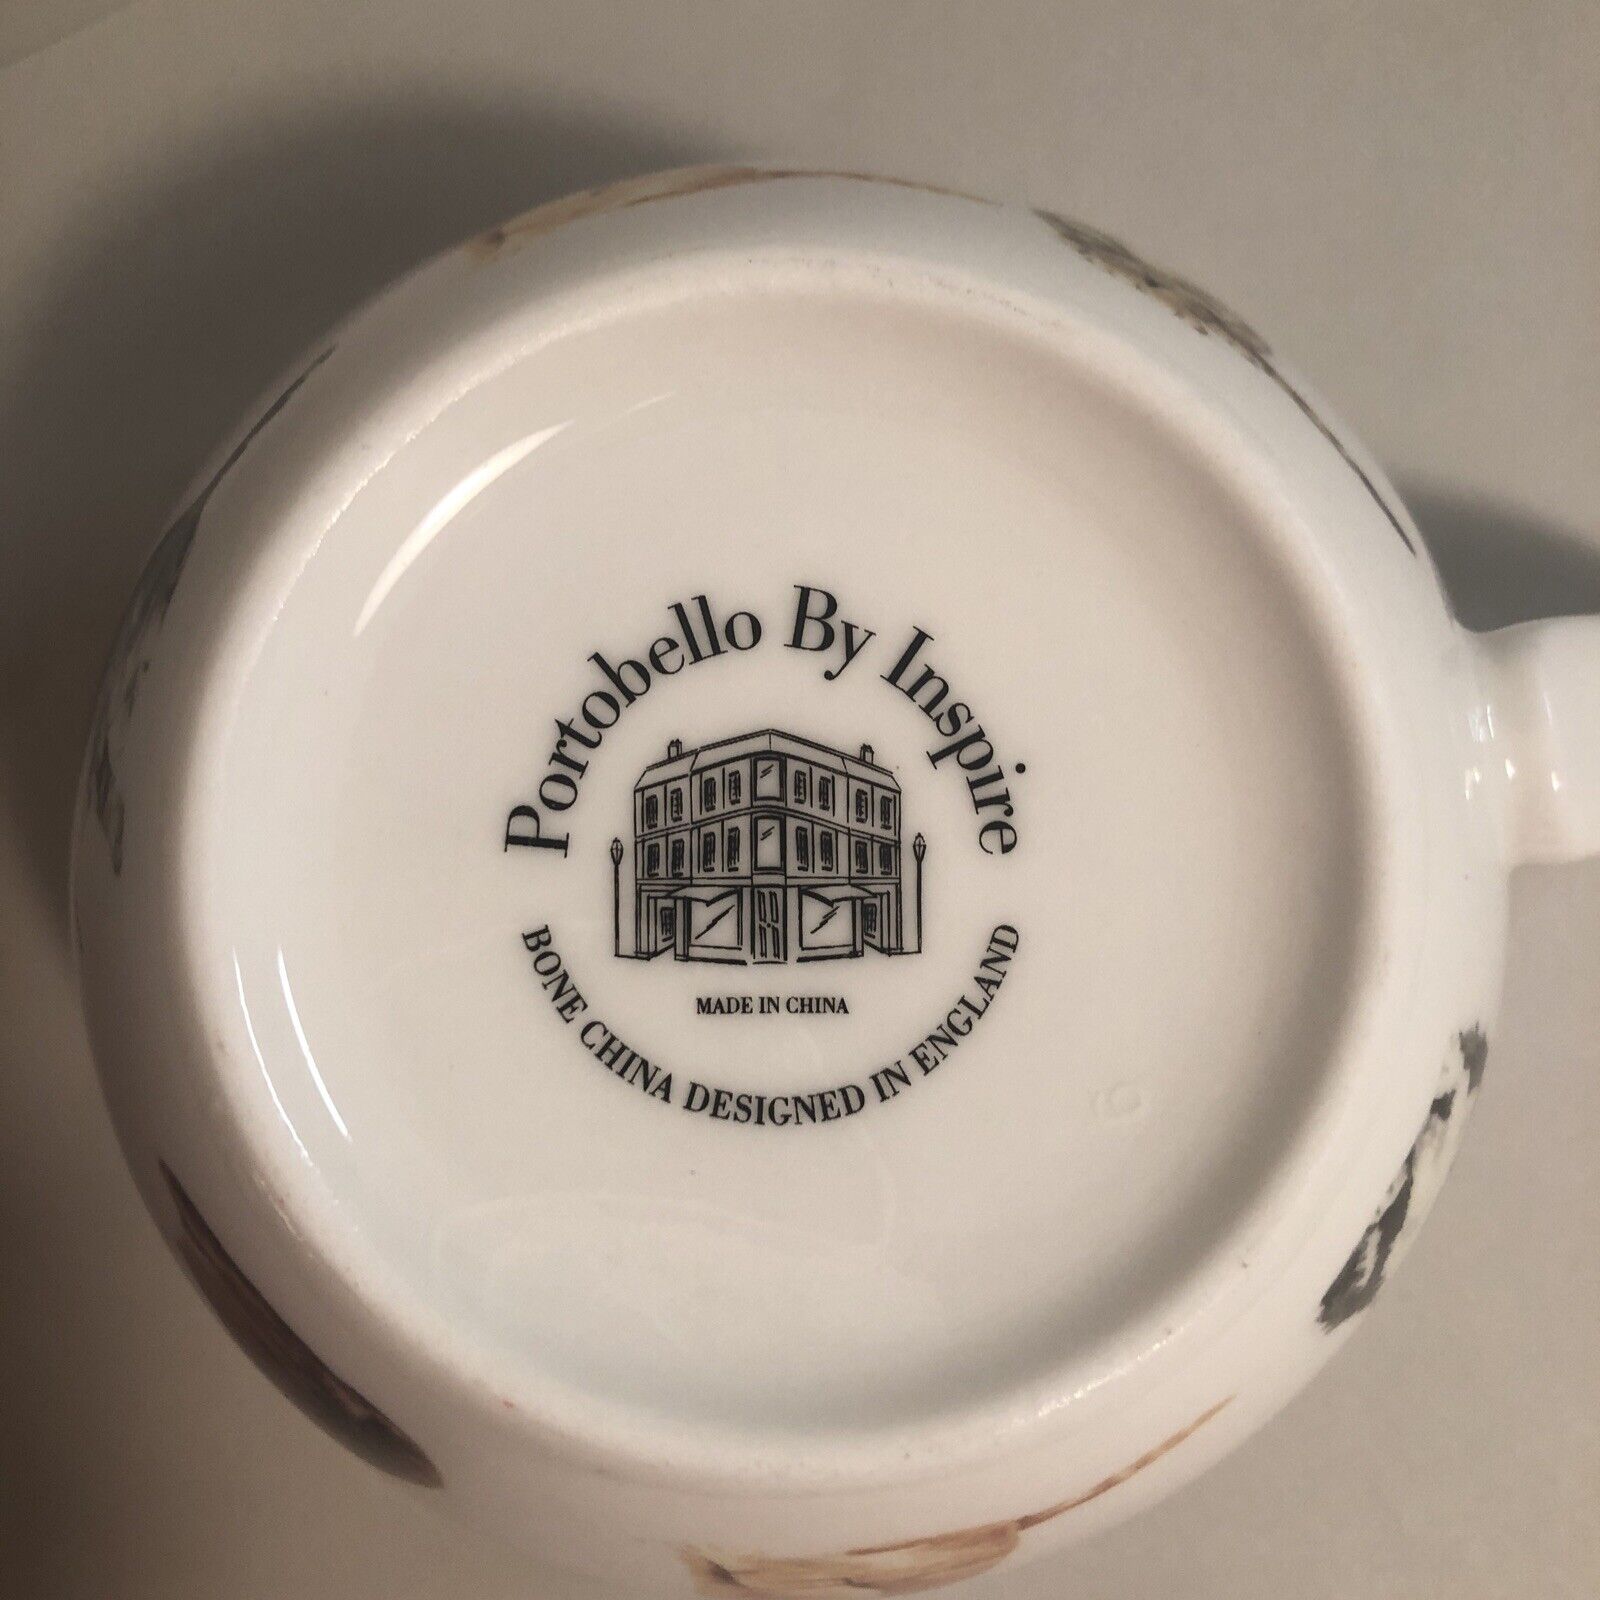 Portobello By Inspire
MADE IN CHINA
BONE CHINA DESIGNED IN ENGLAND